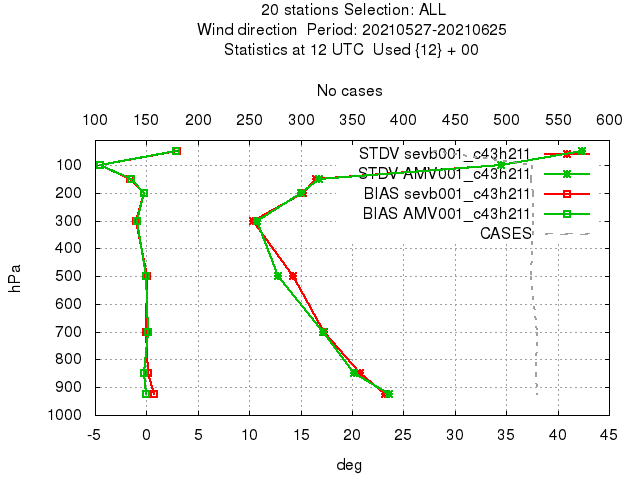 20 stations Selection: ALL
Wind direction  Period: 20210527-20210625
Statistics at 12 UTC  Used {12} + 00
No cases
100 150 200 250 300 350 400 450 500 550 600
STDV sevb001_c43h211
STDV AMV001_c43h211
BIAS sevb001_c43h211
BIAS AMV001_c43h211
CASES
hPa
100
200
300
400
500
600
700
800
900
1000
-5 0 5 10 15 20 25 30 35 40 45
deg